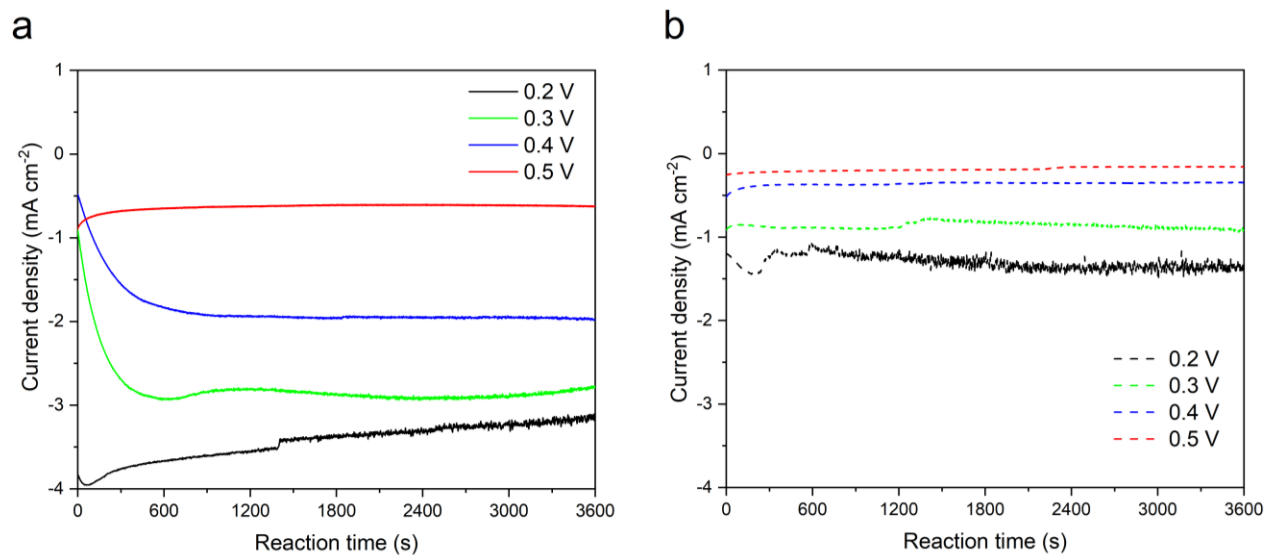 a
1
0
-1
-2
-3
-4
Current density (mA cm⁻²)
0.2 V
0.3 V
0.4 V
0.5 V
0 600 1200 1800 2400 3000 3600
Reaction time (s)
b
1
0
-1
-2
-3
-4
Current density (mA cm⁻²)
0.2 V
0.3 V
0.4 V
0.5 V
0 600 1200 1800 2400 3000 3600
Reaction time (s)